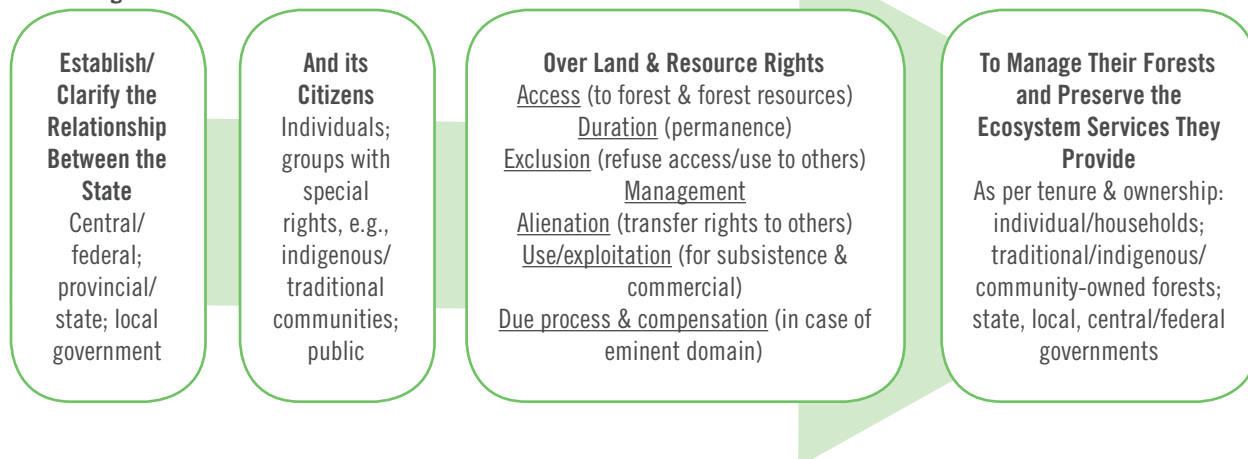 Establish/
Clarify the
Relationship
Between the
State
Central/
federal;
provincial/
state; local
government
And its
Citizens
Individuals;
groups with
special
rights, e.g.,
indigenous/
traditional
communities;
public
Over Land & Resource Rights
Access (to forest & forest resources)
Duration (permanence)
Exclusion (refuse access/use to others)
Management
Alienation (transfer rights to others)
Use/exploitation (for subsistence &
commercial)
Due process & compensation (in case of
eminent domain)
To Manage Their Forests
and Preserve the
Ecosystem Services They
Provide
As per tenure & ownership:
individual/households;
traditional/indigenous/
community-owned forests;
state, local, central/federal
governments